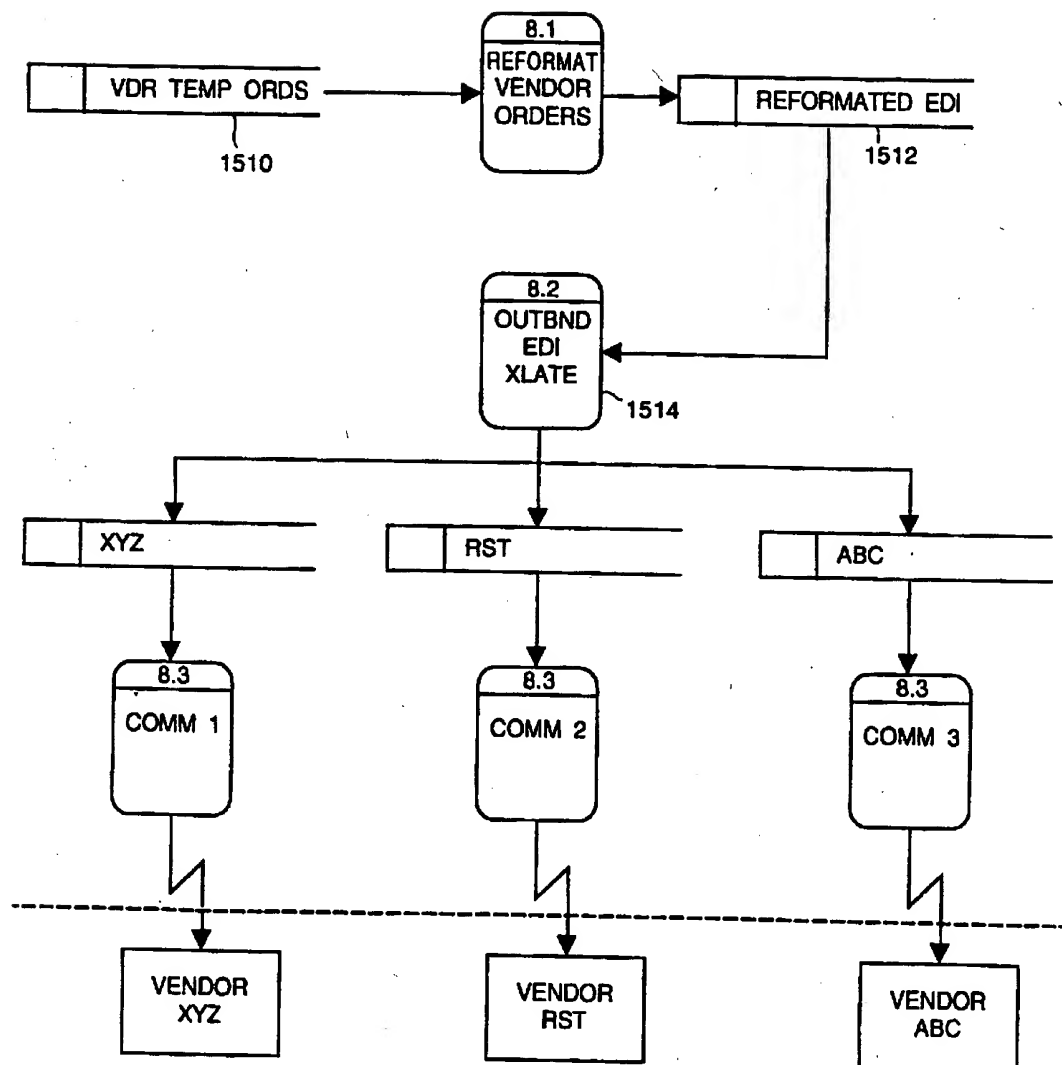 8.1
REFORMAT
VENDOR
ORDERS
VDR TEMP ORDS
REFORMATED EDI
1510
1512
8.2
OUTBND
EDI
XLATE
1514
XYZ
RST
ABC
8.3
COMM 1
8.3
COMM 2
8.3
COMM 3
VENDOR
XYZ
VENDOR
RST
VENDOR
ABC